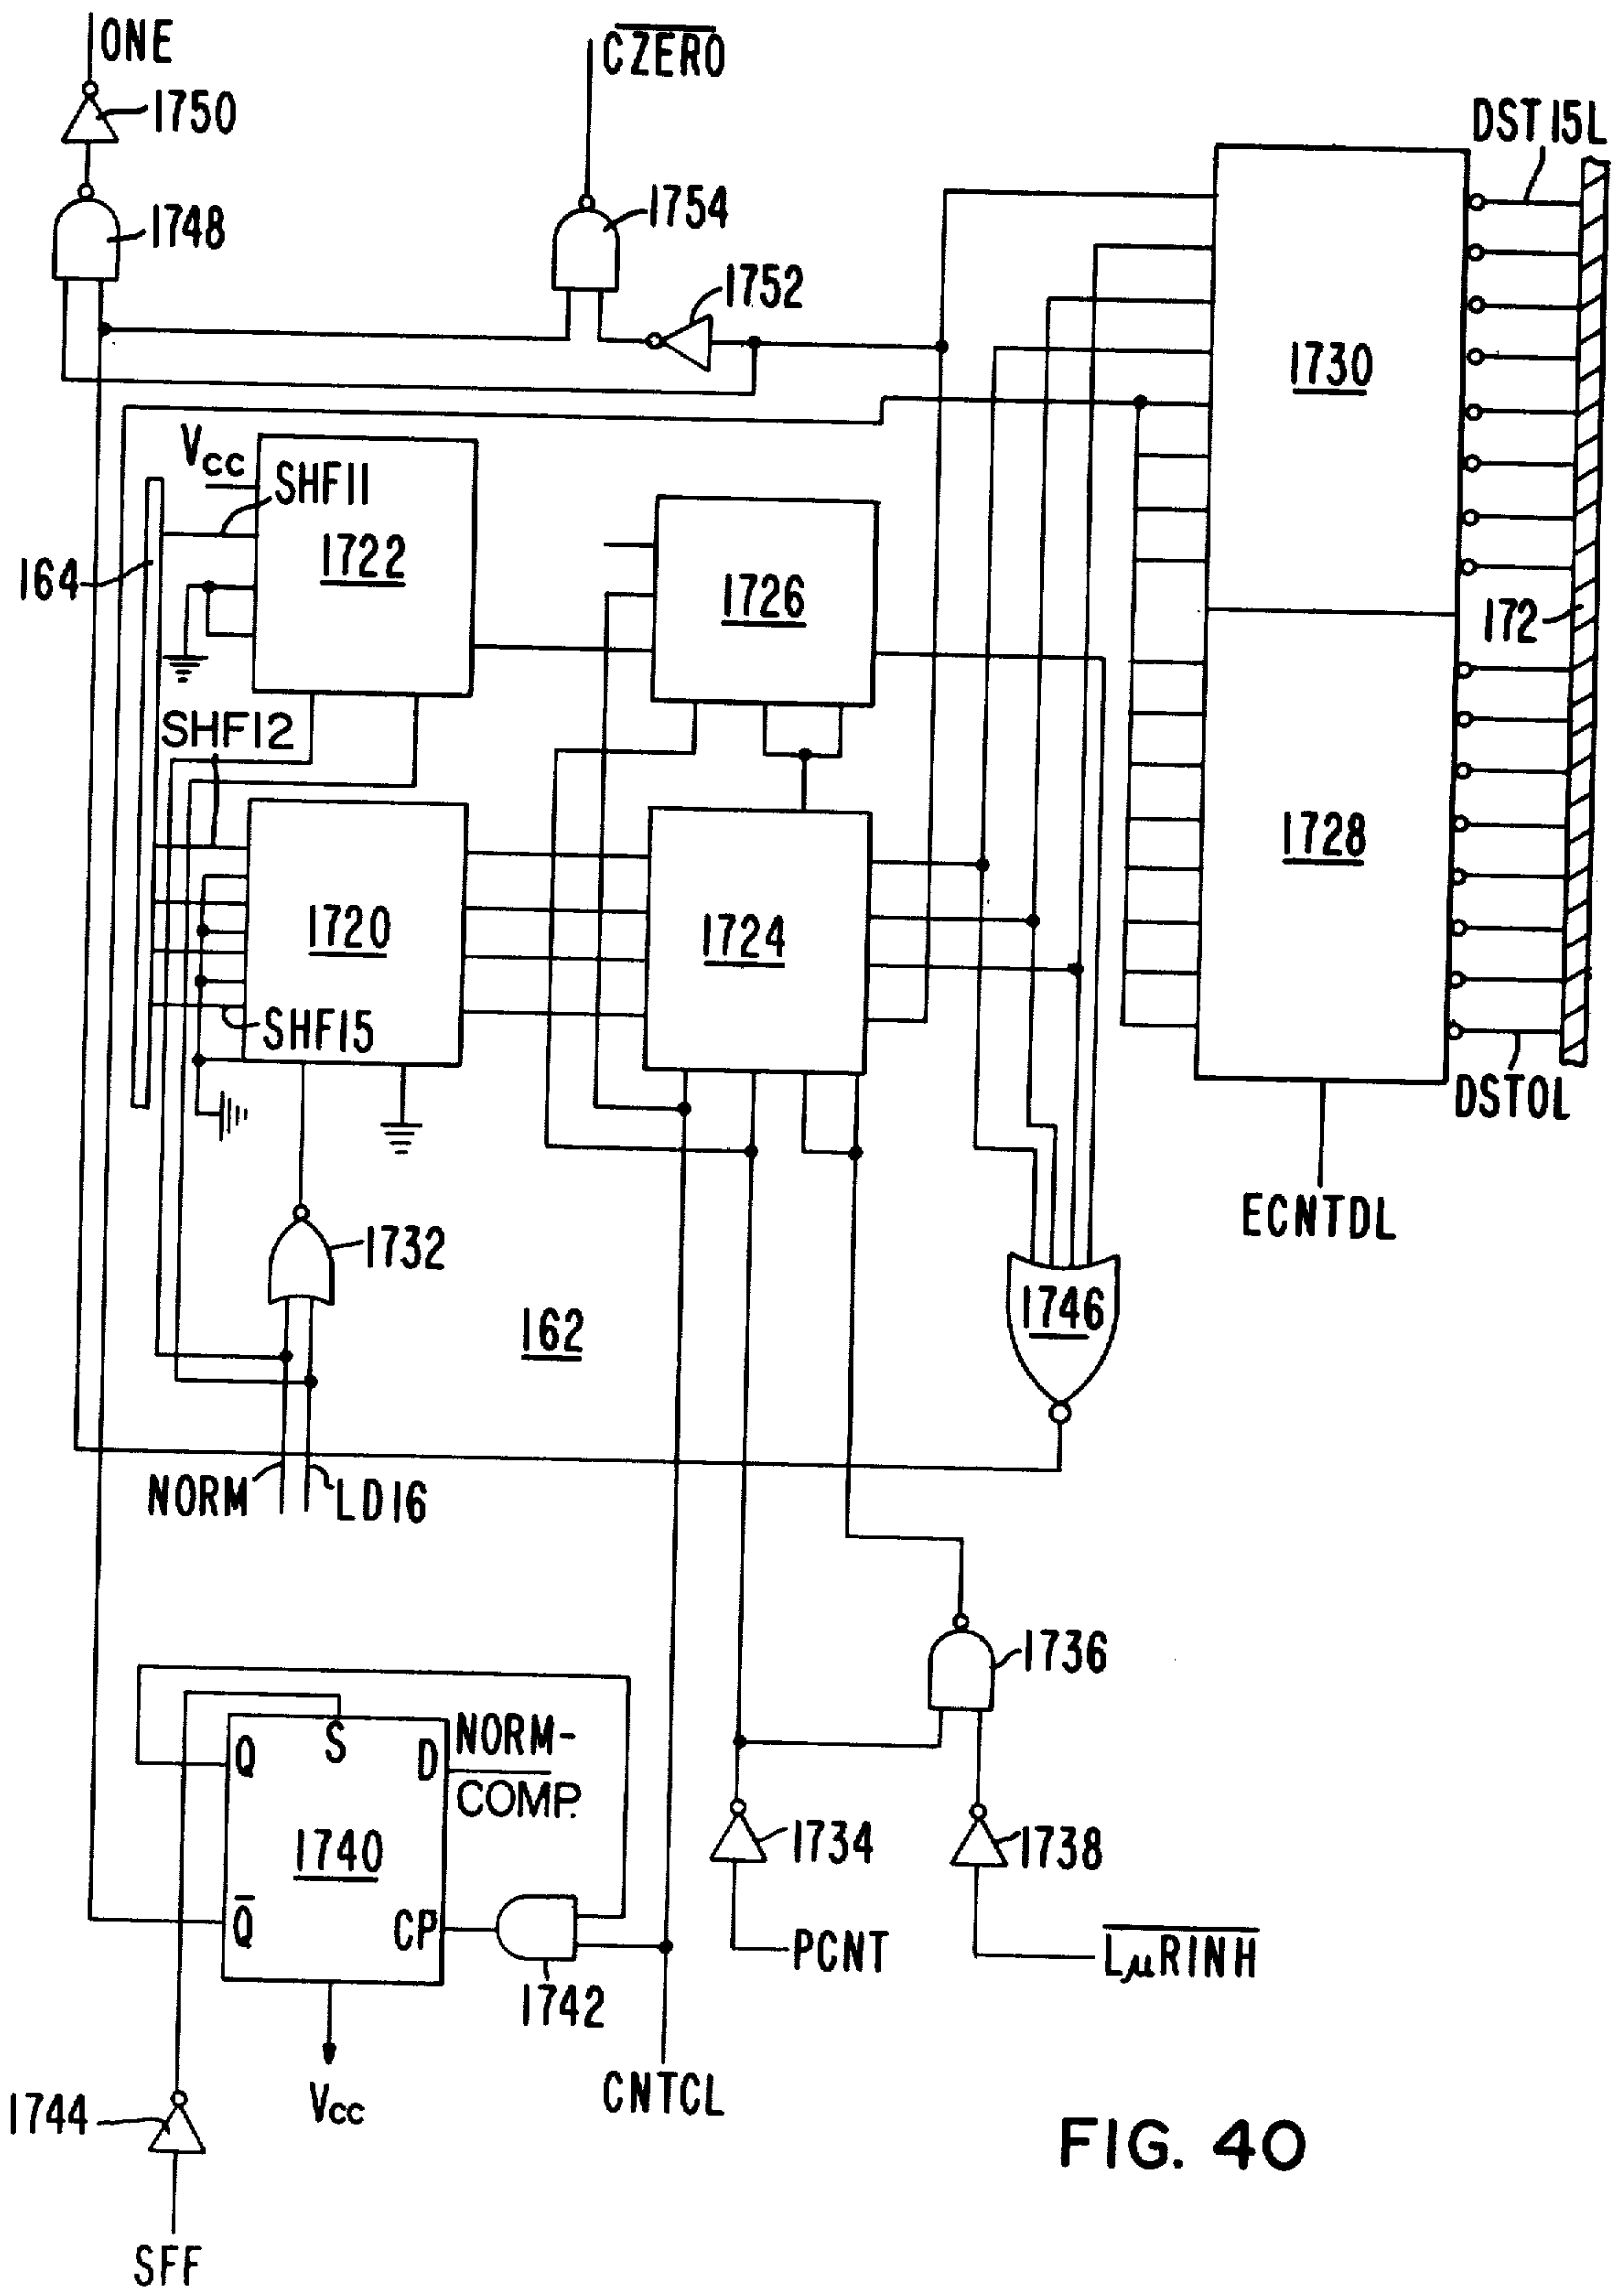 ONE
CZERO
1750
DST15L
1748
1754
1752
1730
VCC
SHF11
1722
164
1726
172
SHF12
1728
1720
1724
SHF15
DSTOL
ECNTDL
1732
162
1746
NORM
LD16
1736
Q
S
D
NORM-
COMP.
1740
1734
1738
Q
CP
PCNT
LμRINH
1742
1744
VCC
CNTCL
FIG. 40
SFF